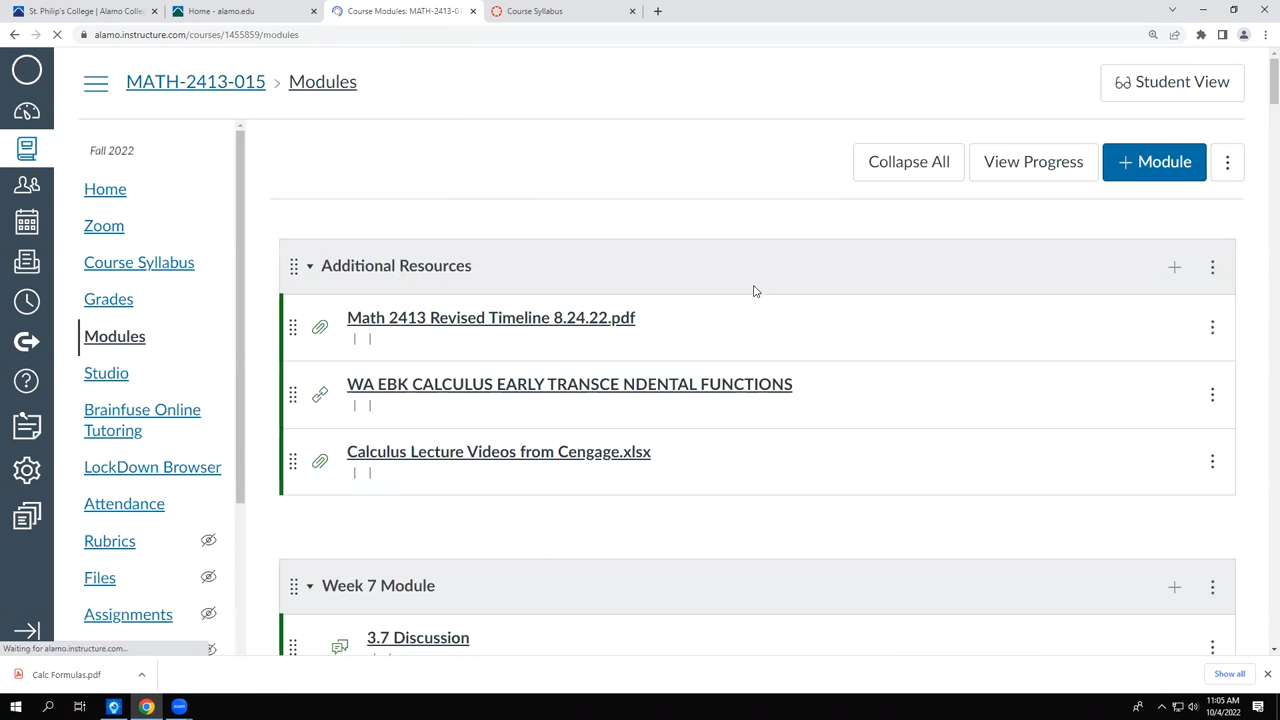 St. Philip's College | Alamo Colleg
Home - alamo.edu
Course Modules: MATH-2413-01
Course Syllabus
alamo.instructure.com/courses/1455859/modules
MATH-2413-015 > Modules
Student View
Fall 2022
Home
Zoom
Course Syllabus
Grades
Modules
Studio
Brainfuse Online
Tutoring
LockDown Browser
Attendance
Rubrics
Files
Assignments
Collapse All
View Progress
+ Module
Additional Resources
Math 2413 Revised Timeline 8.24.22.pdf
| |
WA EBK CALCULUS EARLY TRANSCE NDENTAL FUNCTIONS
| |
Calculus Lecture Videos from Cengage.xlsx
| |
Week 7 Module
3.7 Discussion
Waiting for alamo.instructure.com...
Calc Formulas.pdf
Show all
zoom
11:05 AM
10/4/2022